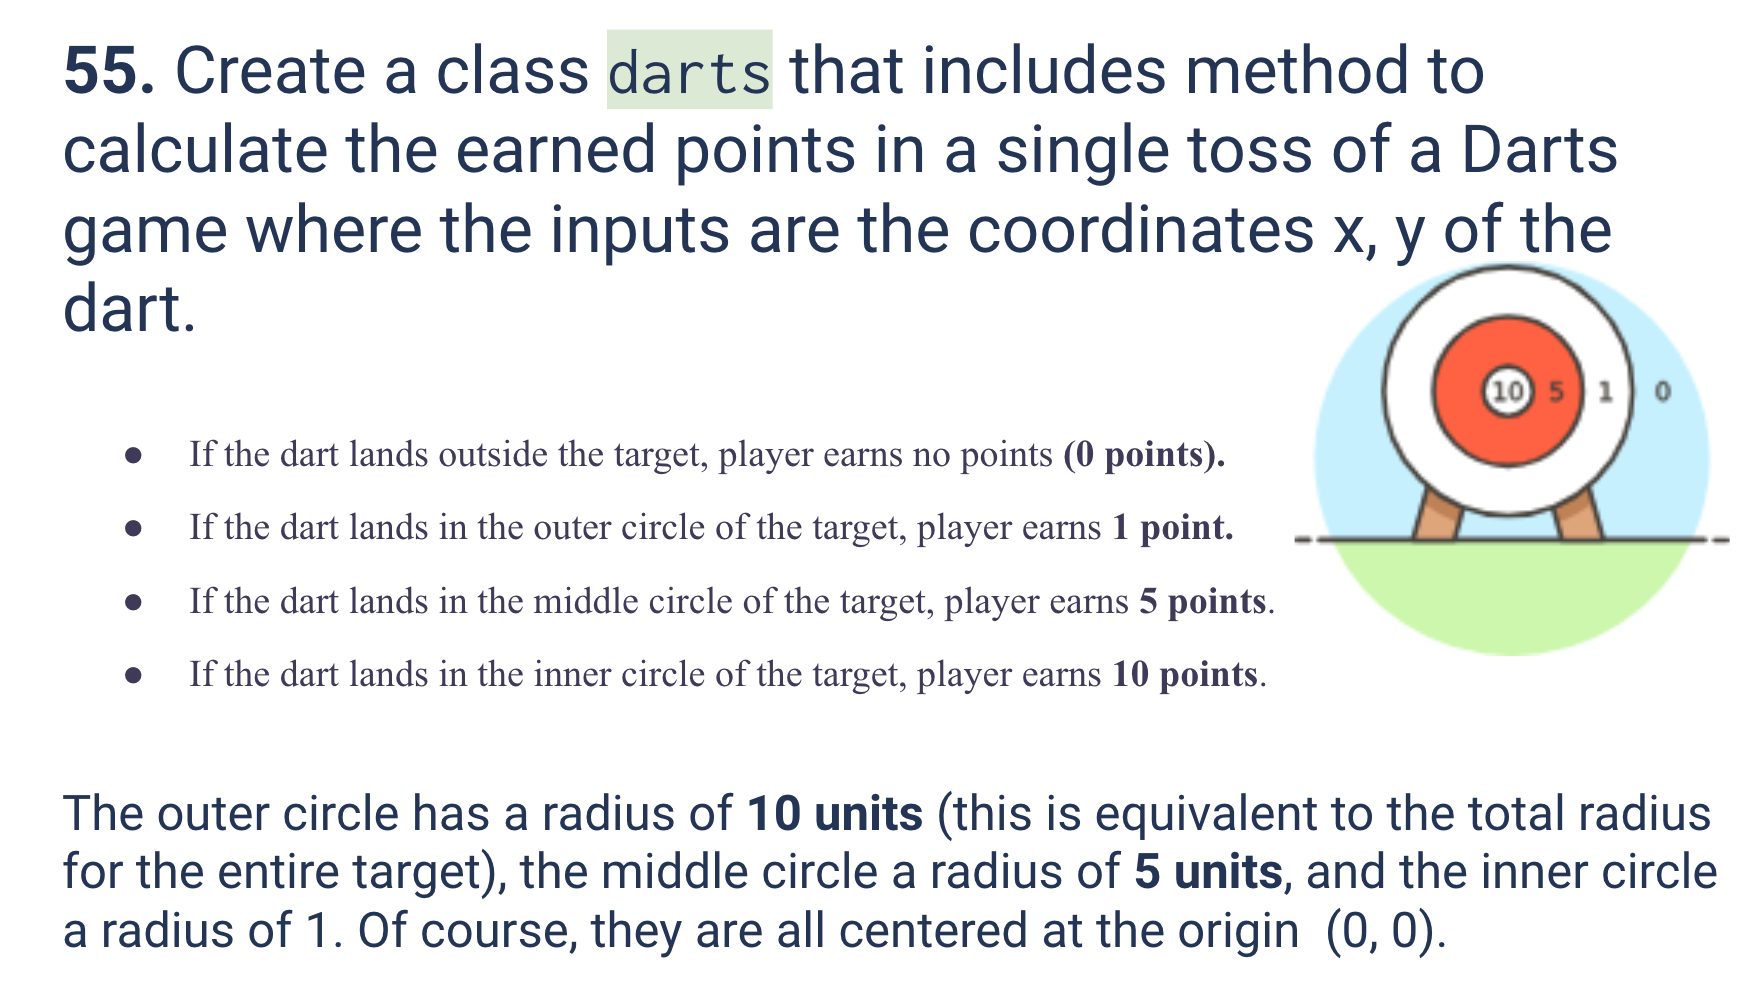 55. Create a class darts that includes method to
calculate the earned points in a single toss of a Darts
game where the inputs are the coordinates x, y of the
dart.
10 5 1 0
● If the dart lands outside the target, player earns no points (0 points).
● If the dart lands in the outer circle of the target, player earns 1 point.
● If the dart lands in the middle circle of the target, player earns 5 points.
● If the dart lands in the inner circle of the target, player earns 10 points.
The outer circle has a radius of 10 units (this is equivalent to the total radius
for the entire target), the middle circle a radius of 5 units, and the inner circle
a radius of 1. Of course, they are all centered at the origin (0, 0).